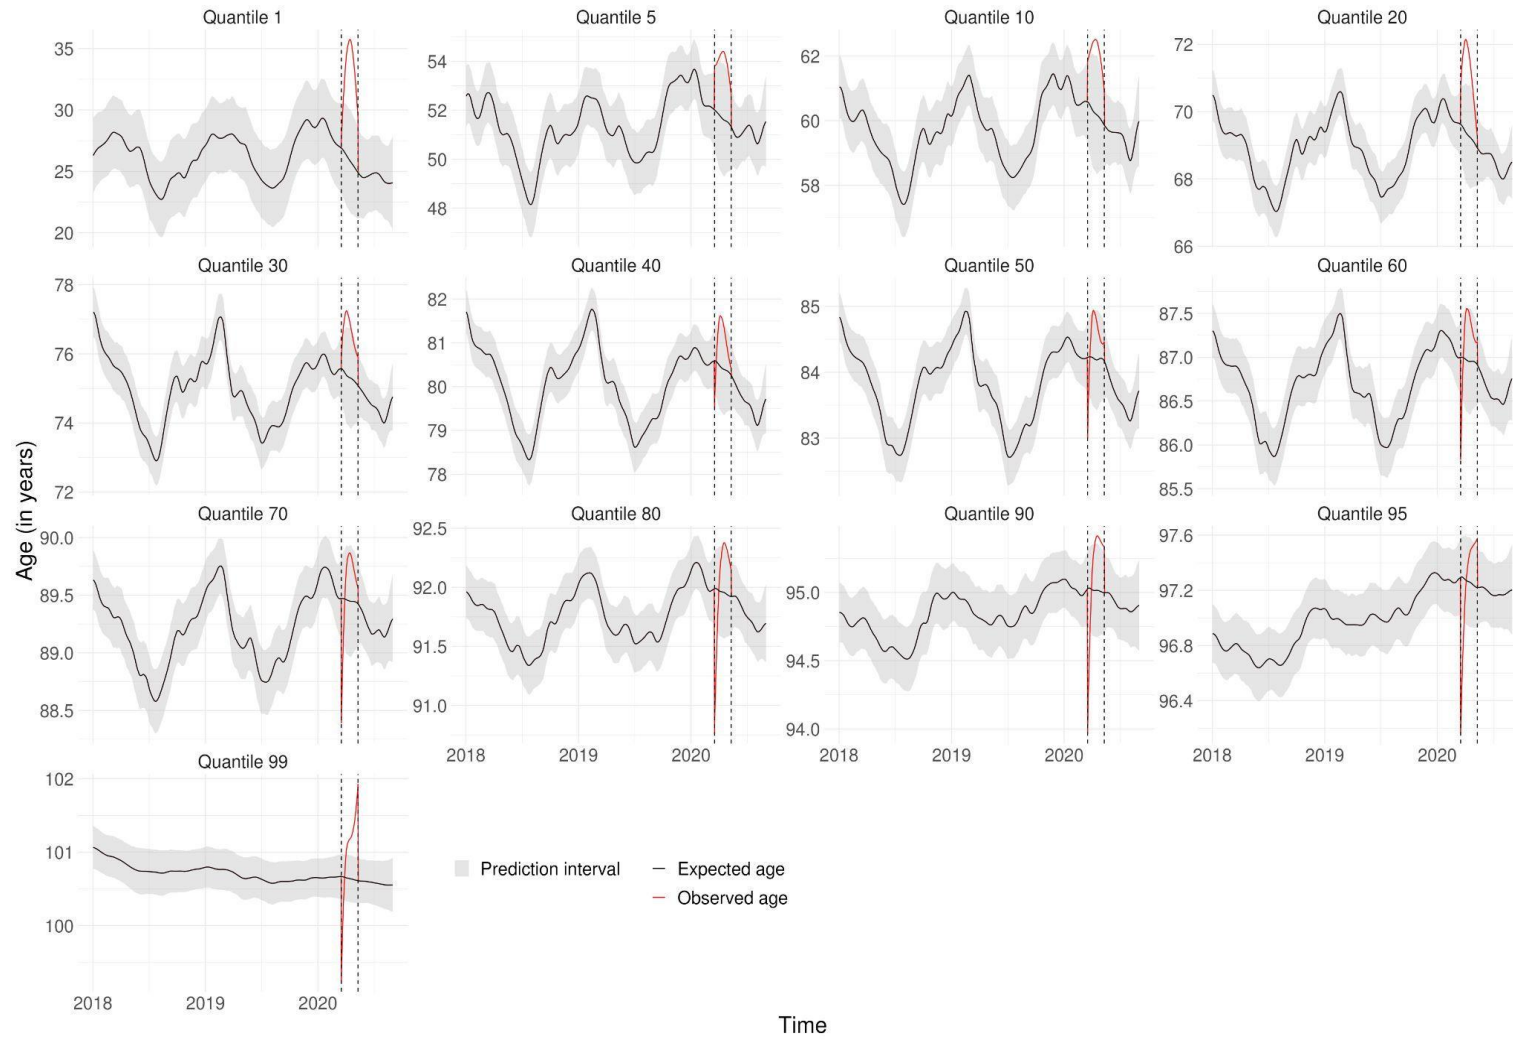 Quantile 1
Quantile 5
Quantile 10
Quantile 20
35
30
25
20
54
52
50
48
62
60
58
72
70
68
66
Quantile 30
Quantile 40
Quantile 50
Quantile 60
78
76
74
72
82
81
80
79
78
85
84
83
87.5
87.0
86.5
86.0
85.5
Quantile 70
Quantile 80
Quantile 90
Quantile 95
90.0
89.5
89.0
88.5
92.5
92.0
91.5
91.0
95.0
94.5
94.0
97.6
97.2
96.8
96.4
2018 2019 2020
2018 2019 2020
2018 2019 2020
Quantile 99
102
101
100
2018 2019 2020
Age (in years)
Time
Prediction interval
Expected age
Observed age